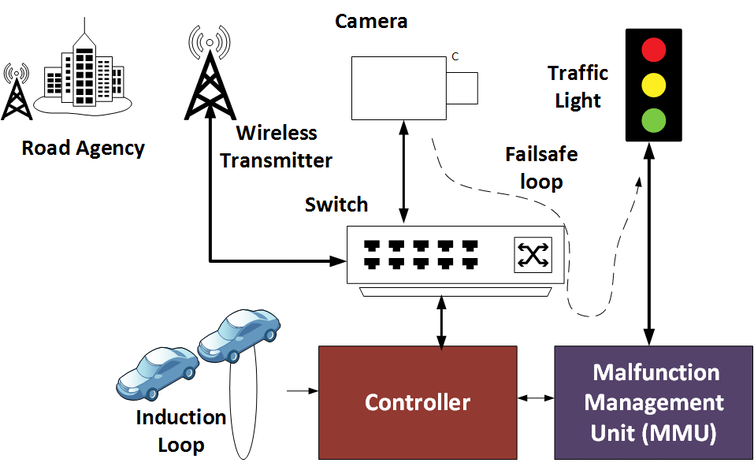 Camera
C
Traffic
Light
Road Agency
Wireless
Transmitter
Failsafe
loop
Switch
Induction
Loop
Controller
Malfunction
Management
Unit (MMU)